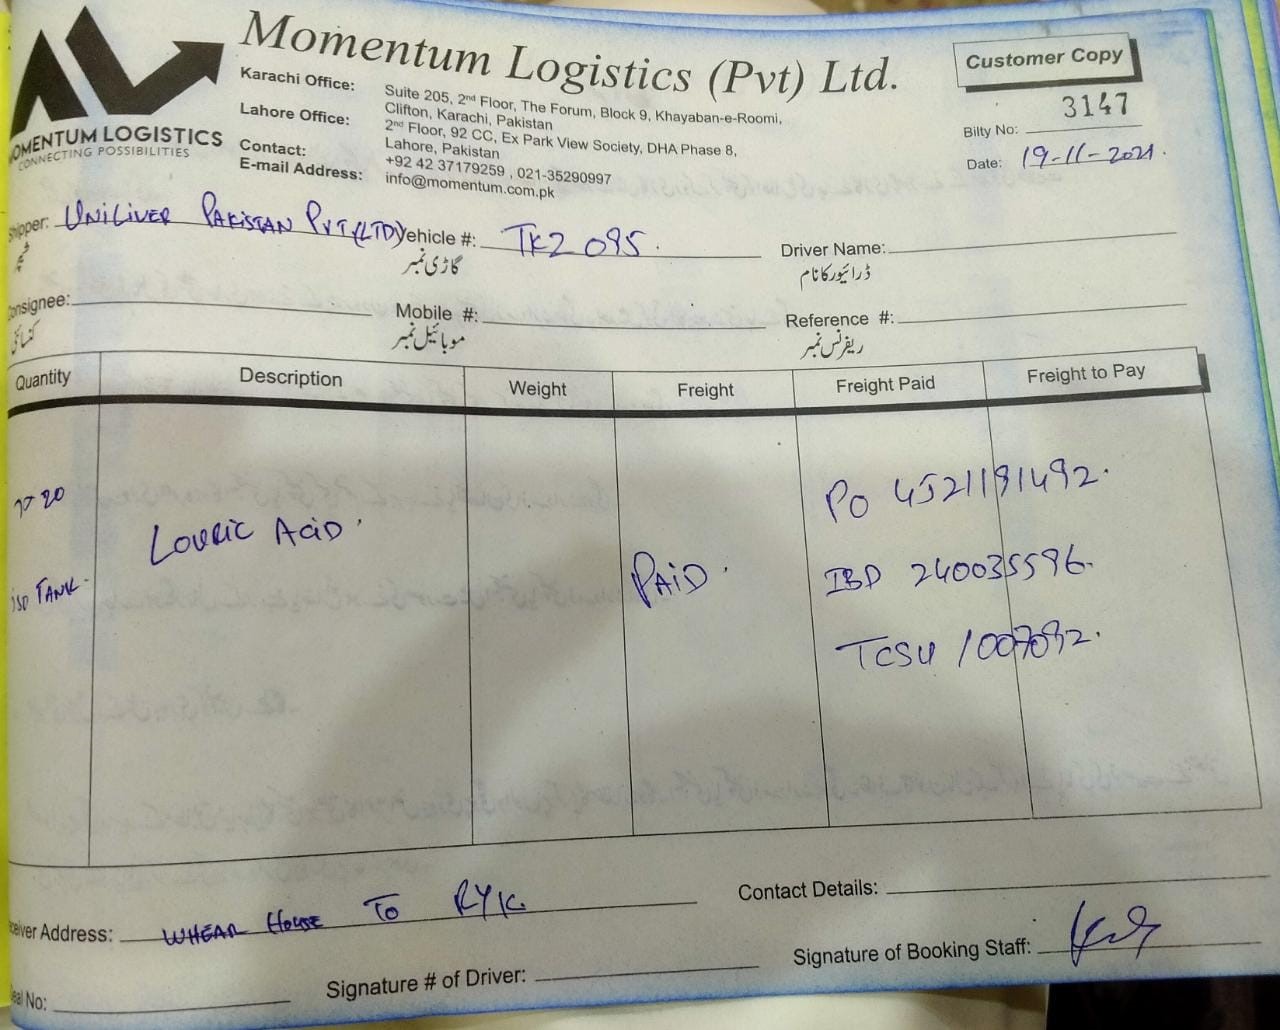 Momentum Logistics (Pvt) Ltd.
Customer Copy
MOMENTUM LOGISTICS
CONNECTING POSSIBILITIES
Karachi Office: Suite 205, 2nd Floor, The Forum, Block 9, Khayaban-e-Roomi,
Clifton, Karachi, Pakistan
Lahore Office: 2nd Floor, 92 CC, Ex Park View Society, DHA Phase 8,
Lahore, Pakistan
Contact: +92 42 37179259 , 021-35290997
E-mail Address: info@momentum.com.pk
Bilty No: 3147
Date: 19-11-2021.
Shipper: UNILIVER PAKISTAN PVT (LTD) Vehicle #: TKZ 095. Driver Name:
گاڑی نمبر ڈرائیور کا نام
Consignee: Mobile #: Reference #:
موبائیل نمبر ریفرنس نمبر
Quantity Description Weight Freight Freight Paid Freight to Pay
20 LOURIC ACID PAID. PO 4521191492.
ISO TANK. IBD 240035596.
TCSU 1007092.
Receiver Address: WHEAR HOUSE TO RYK. Contact Details:
Seal No: Signature # of Driver: Signature of Booking Staff: